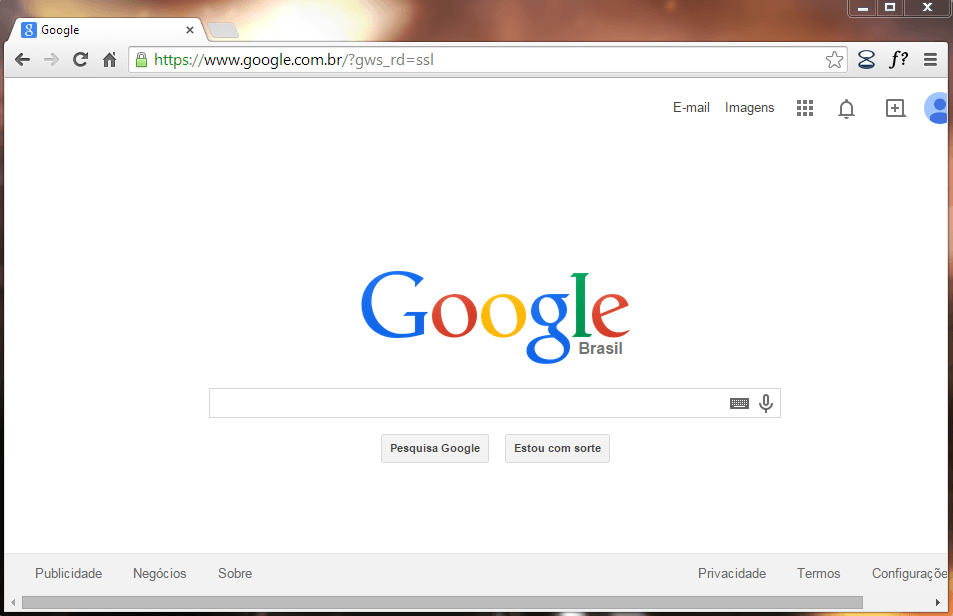 Google
https://www.google.com.br/?gws_rd=ssl
f?
E-mail Imagens
Google
Brasil
Pesquisa Google Estou com sorte
Publicidade Negócios Sobre Privacidade Termos Configuraçõe